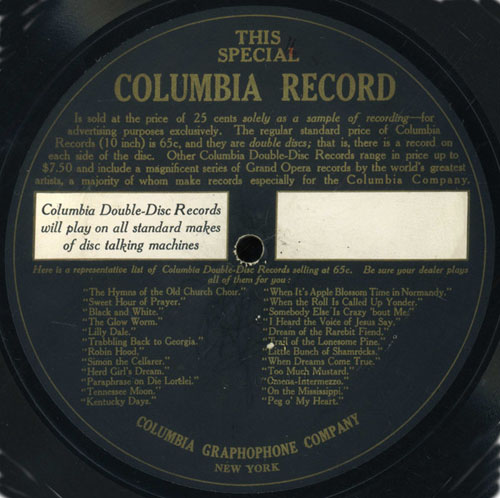 THIS
SPECIAL
COLUMBIA RECORD
Is sold at the price of 25 cents solely as a sample of recording—for
advertising purposes exclusively. The regular standard price of Columbia
Records (10 inch) is 65c, and they are double discs; that is, there is a record on
each side of the disc. Other Columbia Double-Disc Records range in price up to
$7.50 and include a magnificent series of Grand Opera records by the world's greatest
artists, a majority of whom make records especially for the Columbia Company.
Columbia Double-Disc Records
will play on all standard makes
of disc talking machines
Here is a representative list of Columbia Double-Disc Records selling at 65c. Be sure your dealer plays
all of them for you:
"The Hymns of the Old Church Choir."
"Sweet Hour of Prayer."
"Black and White."
"The Glow Worm."
"Lilly Dale."
"Trabbling Back to Georgia."
"Robin Hood."
"Simon the Cellarer."
"Herd Girl's Dream."
"Paraphrase on Die Lorelei."
"Tennessee Moon."
"Kentucky Days."
"When It's Apple Blossom Time in Normandy."
"When the Roll Is Called Up Yonder."
"Somebody Else Is Crazy 'bout Me."
"I Heard the Voice of Jesus Say."
"Dream of the Rarebit Fiend."
"Trail of the Lonesome Pine."
"Little Bunch of Shamrocks."
"When Dreams Come True."
"Too Much Mustard."
"Omena-Intermezzo."
"On the Mississippi."
"Peg o' My Heart."
COLUMBIA GRAPHOPHONE COMPANY
NEW YORK